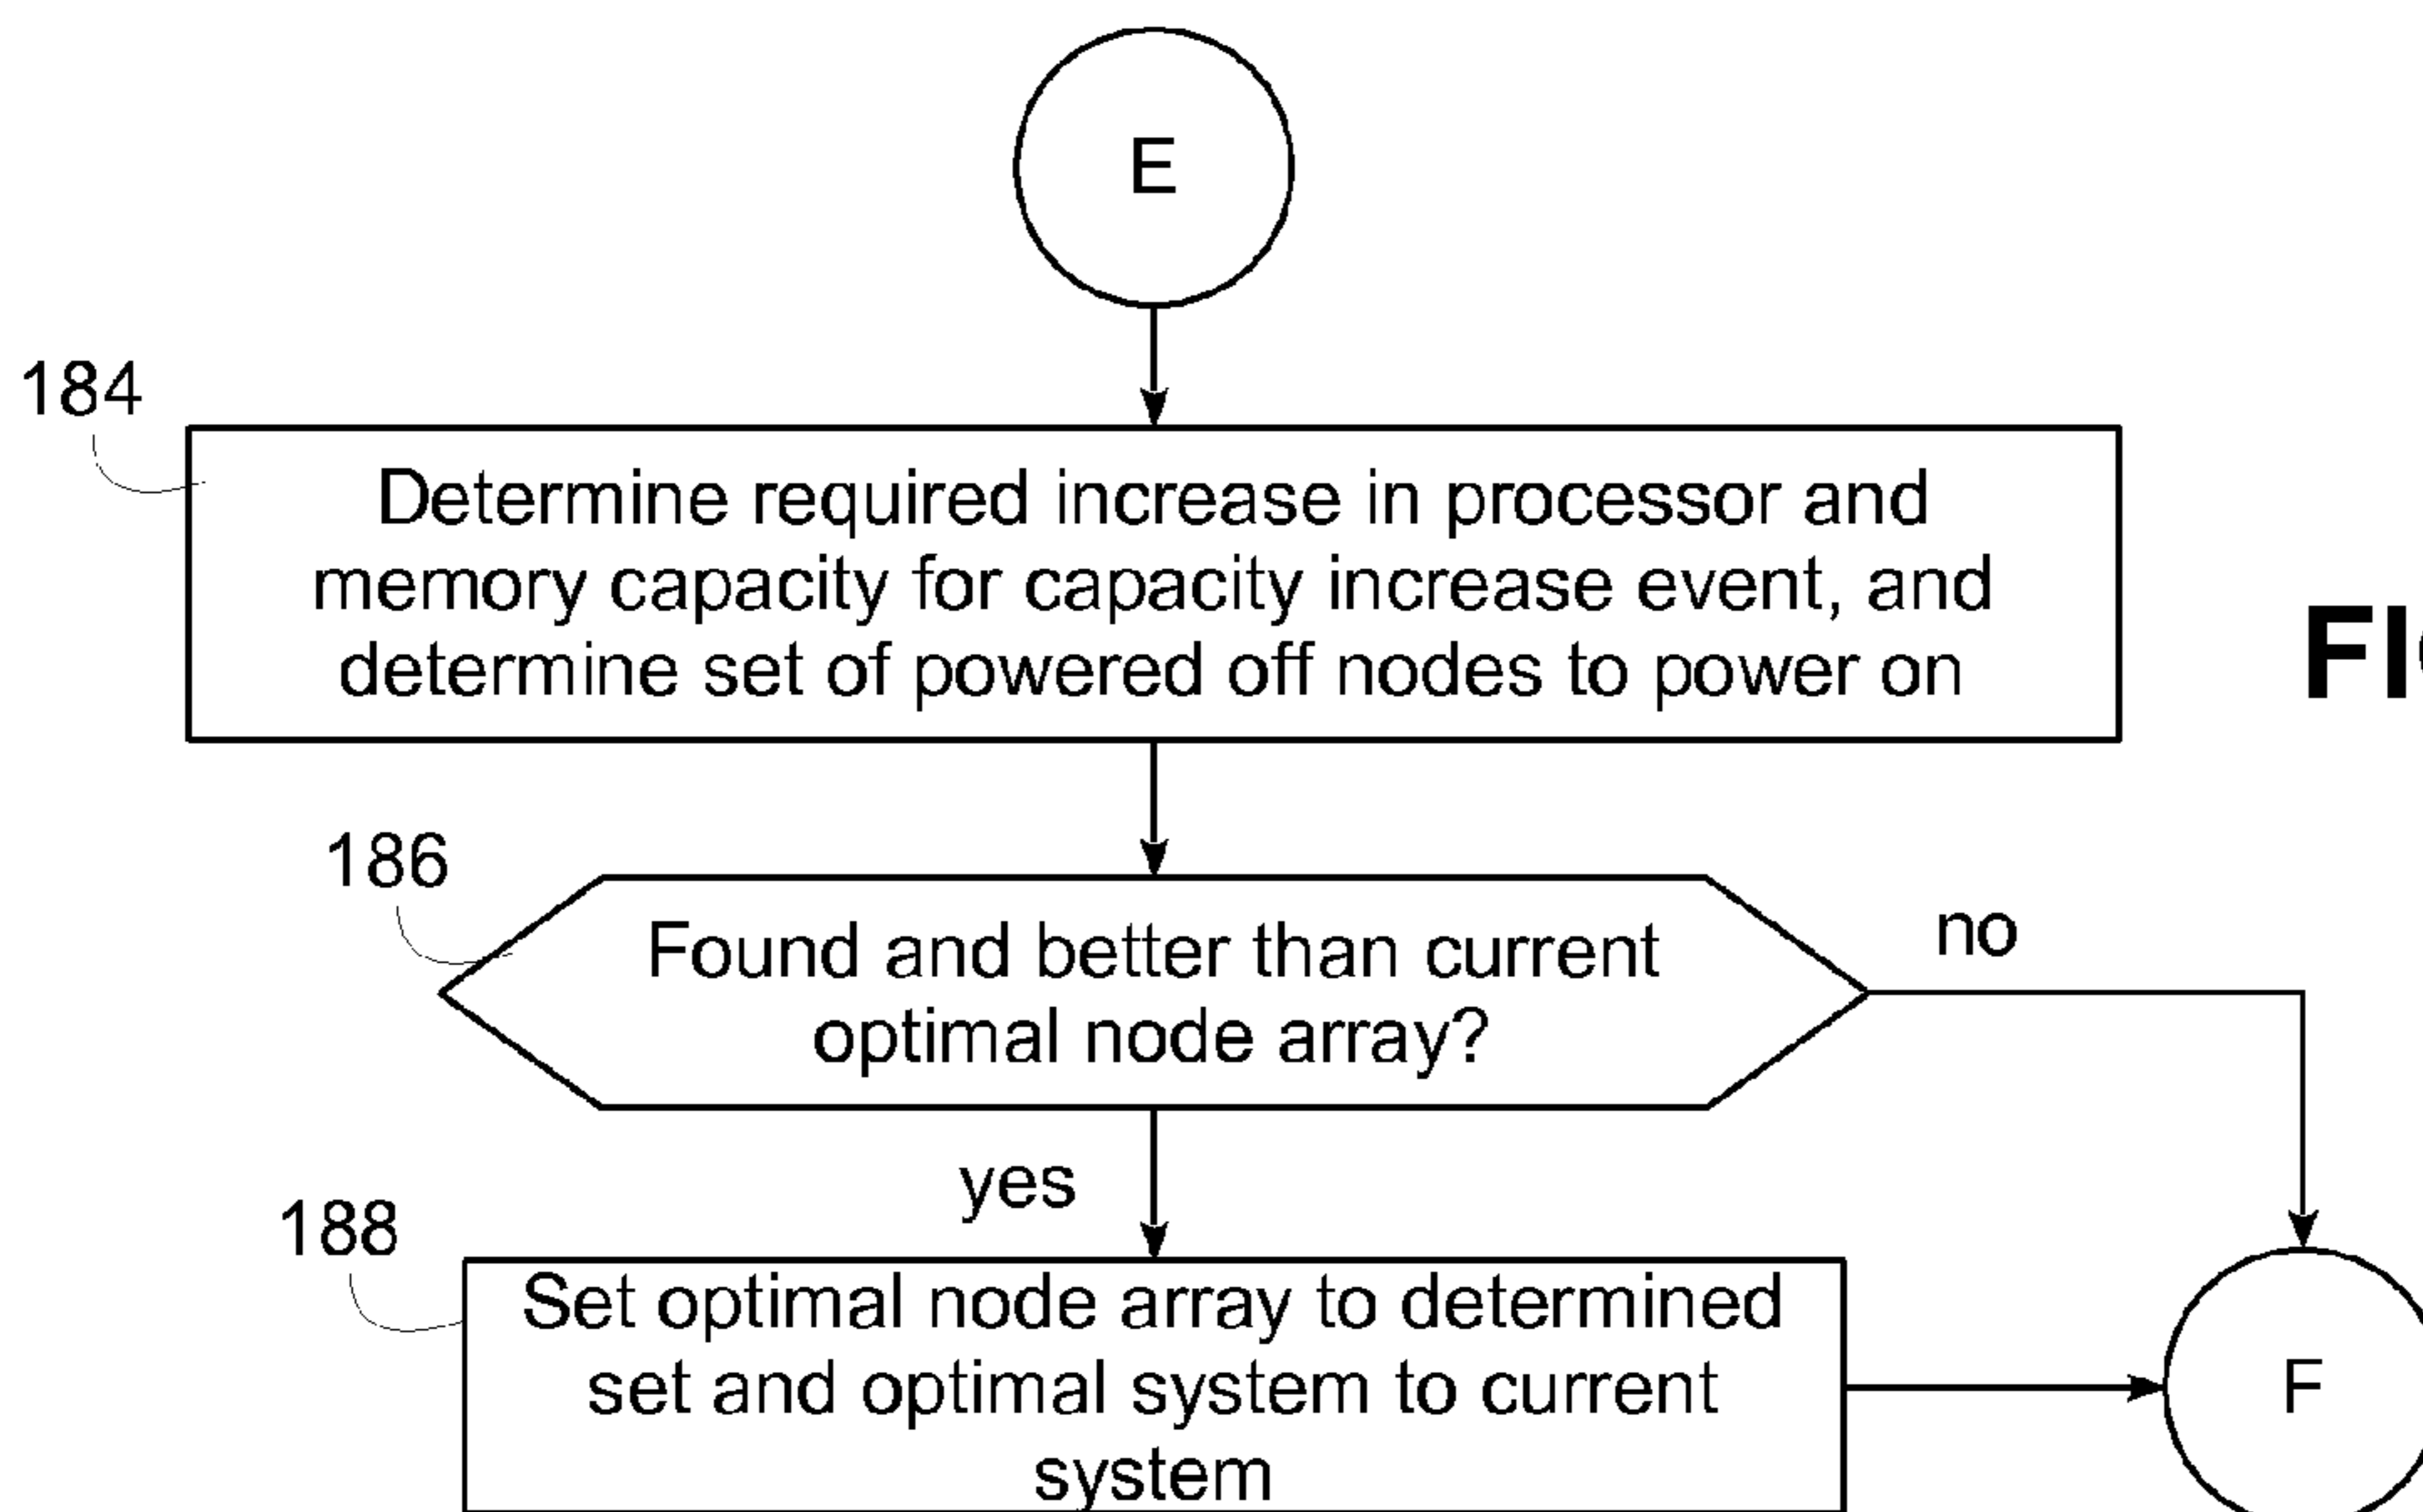 E
184
Determine required increase in processor and
memory capacity for capacity increase event, and
determine set of powered off nodes to power on
186
Found and better than current
optimal node array?
no
yes
188
Set optimal node array to determined
set and optimal system to current
system
F